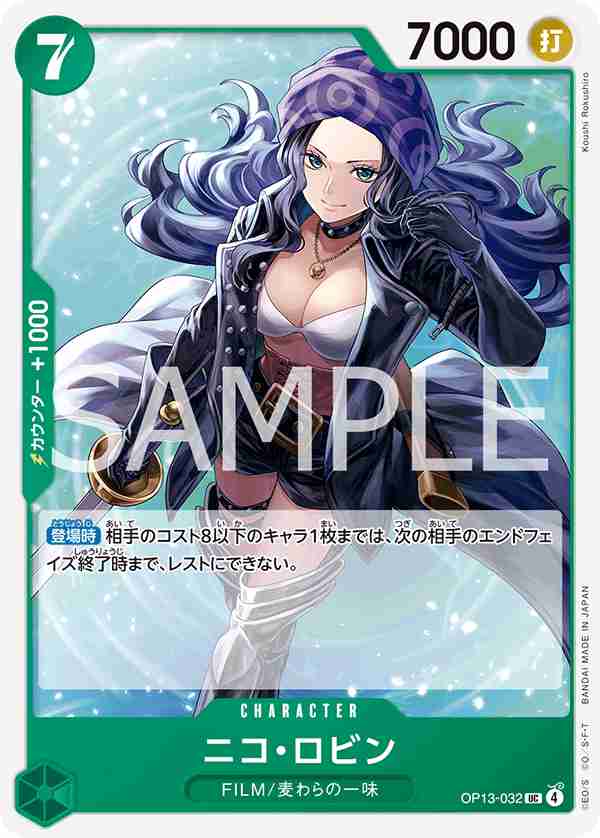 7
7000 打
Koushi Rokushiro
カウンター +1000
SAMPLE
登場時 相手のコスト8以下のキャラ1枚までは、次の相手のエンドフェ
イズ終了時まで、レストにできない。
CHARACTER
ニコ・ロビン
FILM/麦わらの一味
OP13-032 UC 4
©E.O/S ©O/S・F・T BANDAI MADE IN JAPAN